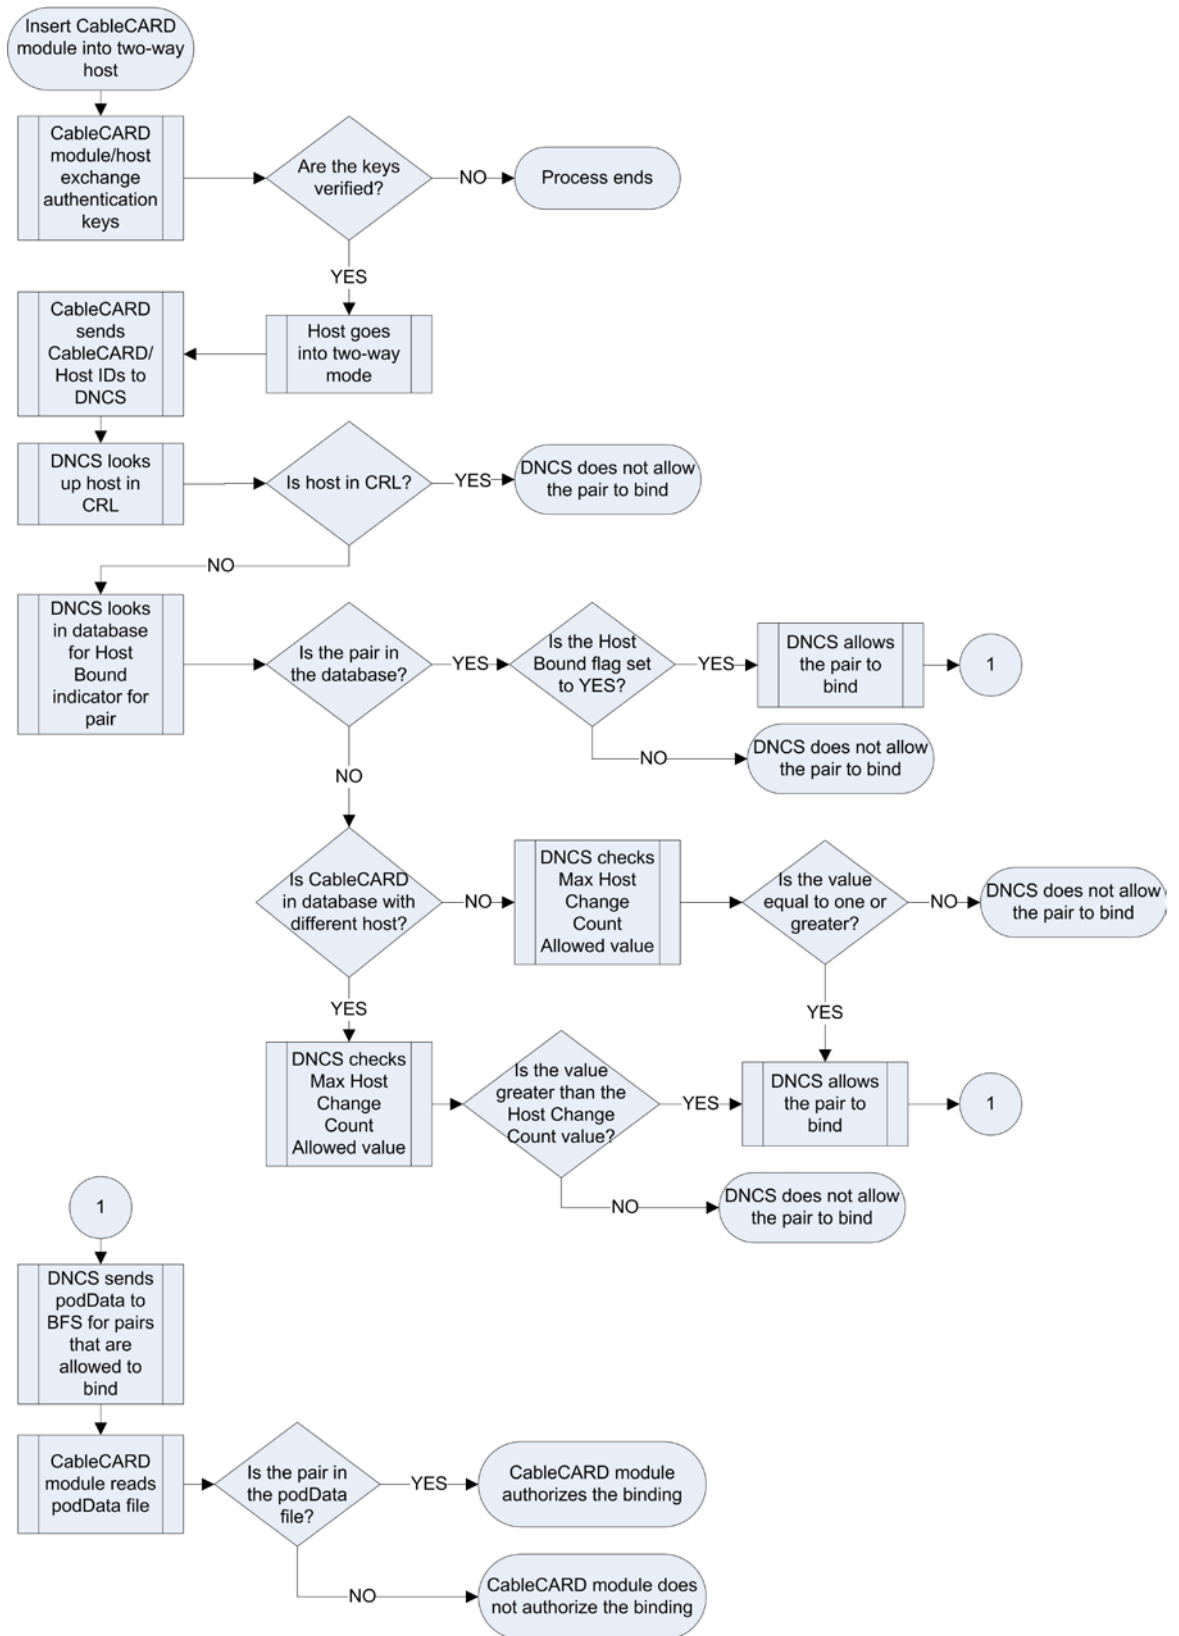 Insert CableCARD
module into two-way
host
CableCARD
module/host
exchange
authentication
keys
Are the keys
verified?
NO
Process ends
YES
Host goes
into two-way
mode
CableCARD
sends
CableCARD/
Host IDs to
DNCS
DNCS looks
up host in
CRL
Is host in CRL?
YES
DNCS does not allow
the pair to bind
NO
DNCS looks
in database
for Host
Bound
indicator for
pair
Is the pair in
the database?
YES
Is the Host
Bound flag set
to YES?
YES
DNCS allows
the pair to
bind
1
NO
DNCS does not allow
the pair to bind
NO
Is CableCARD
in database with
different host?
NO
DNCS checks
Max Host
Change
Count
Allowed value
Is the value
equal to one or
greater?
NO
DNCS does not allow
the pair to bind
YES
YES
DNCS checks
Max Host
Change
Count
Allowed value
Is the value
greater than the
Host Change
Count value?
YES
DNCS allows
the pair to
bind
1
NO
DNCS does not allow
the pair to bind
1
DNCS sends
podData to
BFS for pairs
that are
allowed to
bind
CableCARD
module reads
podData file
Is the pair in
the podData
file?
YES
CableCARD module
authorizes the binding
NO
CableCARD module does
not authorize the binding